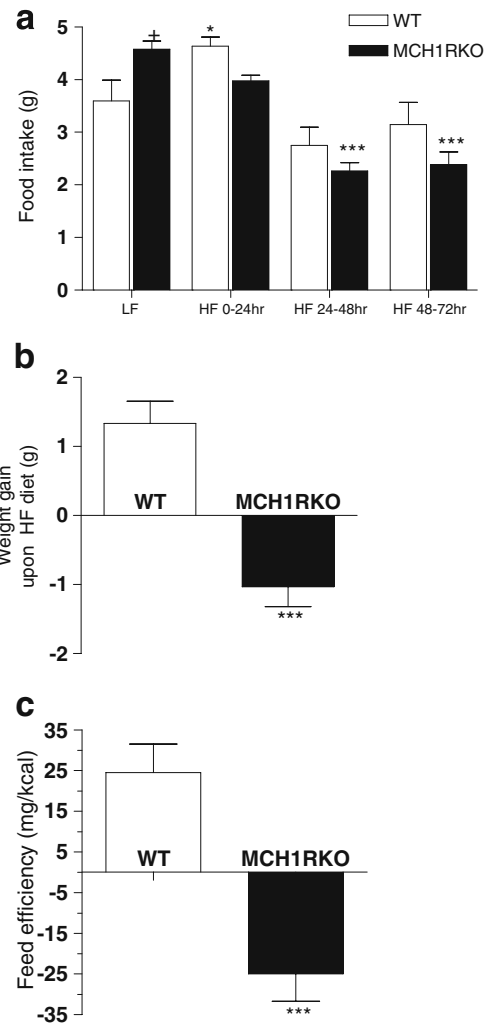 a
WT
MCH1RKO
Food intake (g)
5
4
3
2
1
0
+
*
***
***
LF
HF 0-24hr
HF 24-48hr
HF 48-72hr
b
Weight gain
upon HF diet (g)
2
1
0
-1
-2
WT
MCH1RKO
***
c
Feed efficiency (mg/kcal)
35
25
15
5
-5
-15
-25
-35
WT
MCH1RKO
***